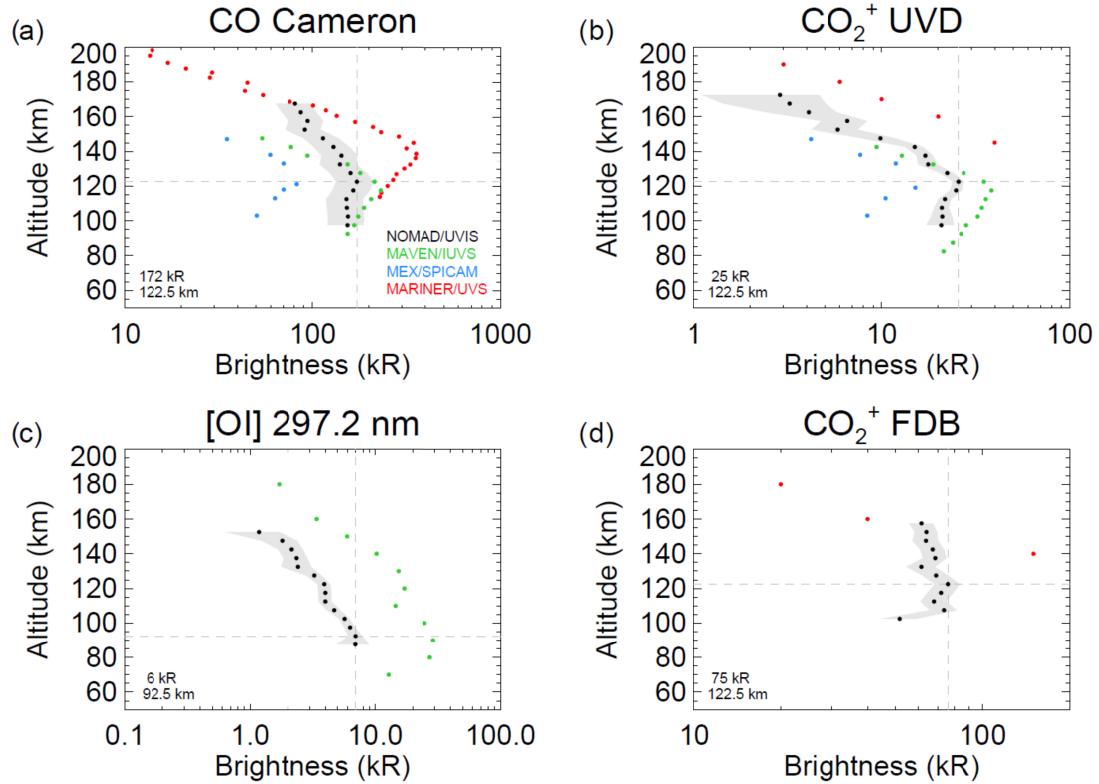 (a)
CO Cameron
200
180
160
140
120
100
80
60
Altitude (km)
NOMAD/UVIS
MAVEN/IUVS
MEX/SPICAM
MARINER/UVS
172 kR
122.5 km
10
100
1000
Brightness (kR)
(b)
CO₂⁺ UVD
200
180
160
140
120
100
80
60
Altitude (km)
25 kR
122.5 km
1
10
100
Brightness (kR)
(c)
[OI] 297.2 nm
200
180
160
140
120
100
80
60
Altitude (km)
6 kR
92.5 km
0.1
1.0
10.0
100.0
Brightness (kR)
(d)
CO₂⁺ FDB
200
180
160
140
120
100
80
60
Altitude (km)
75 kR
122.5 km
10
100
Brightness (kR)